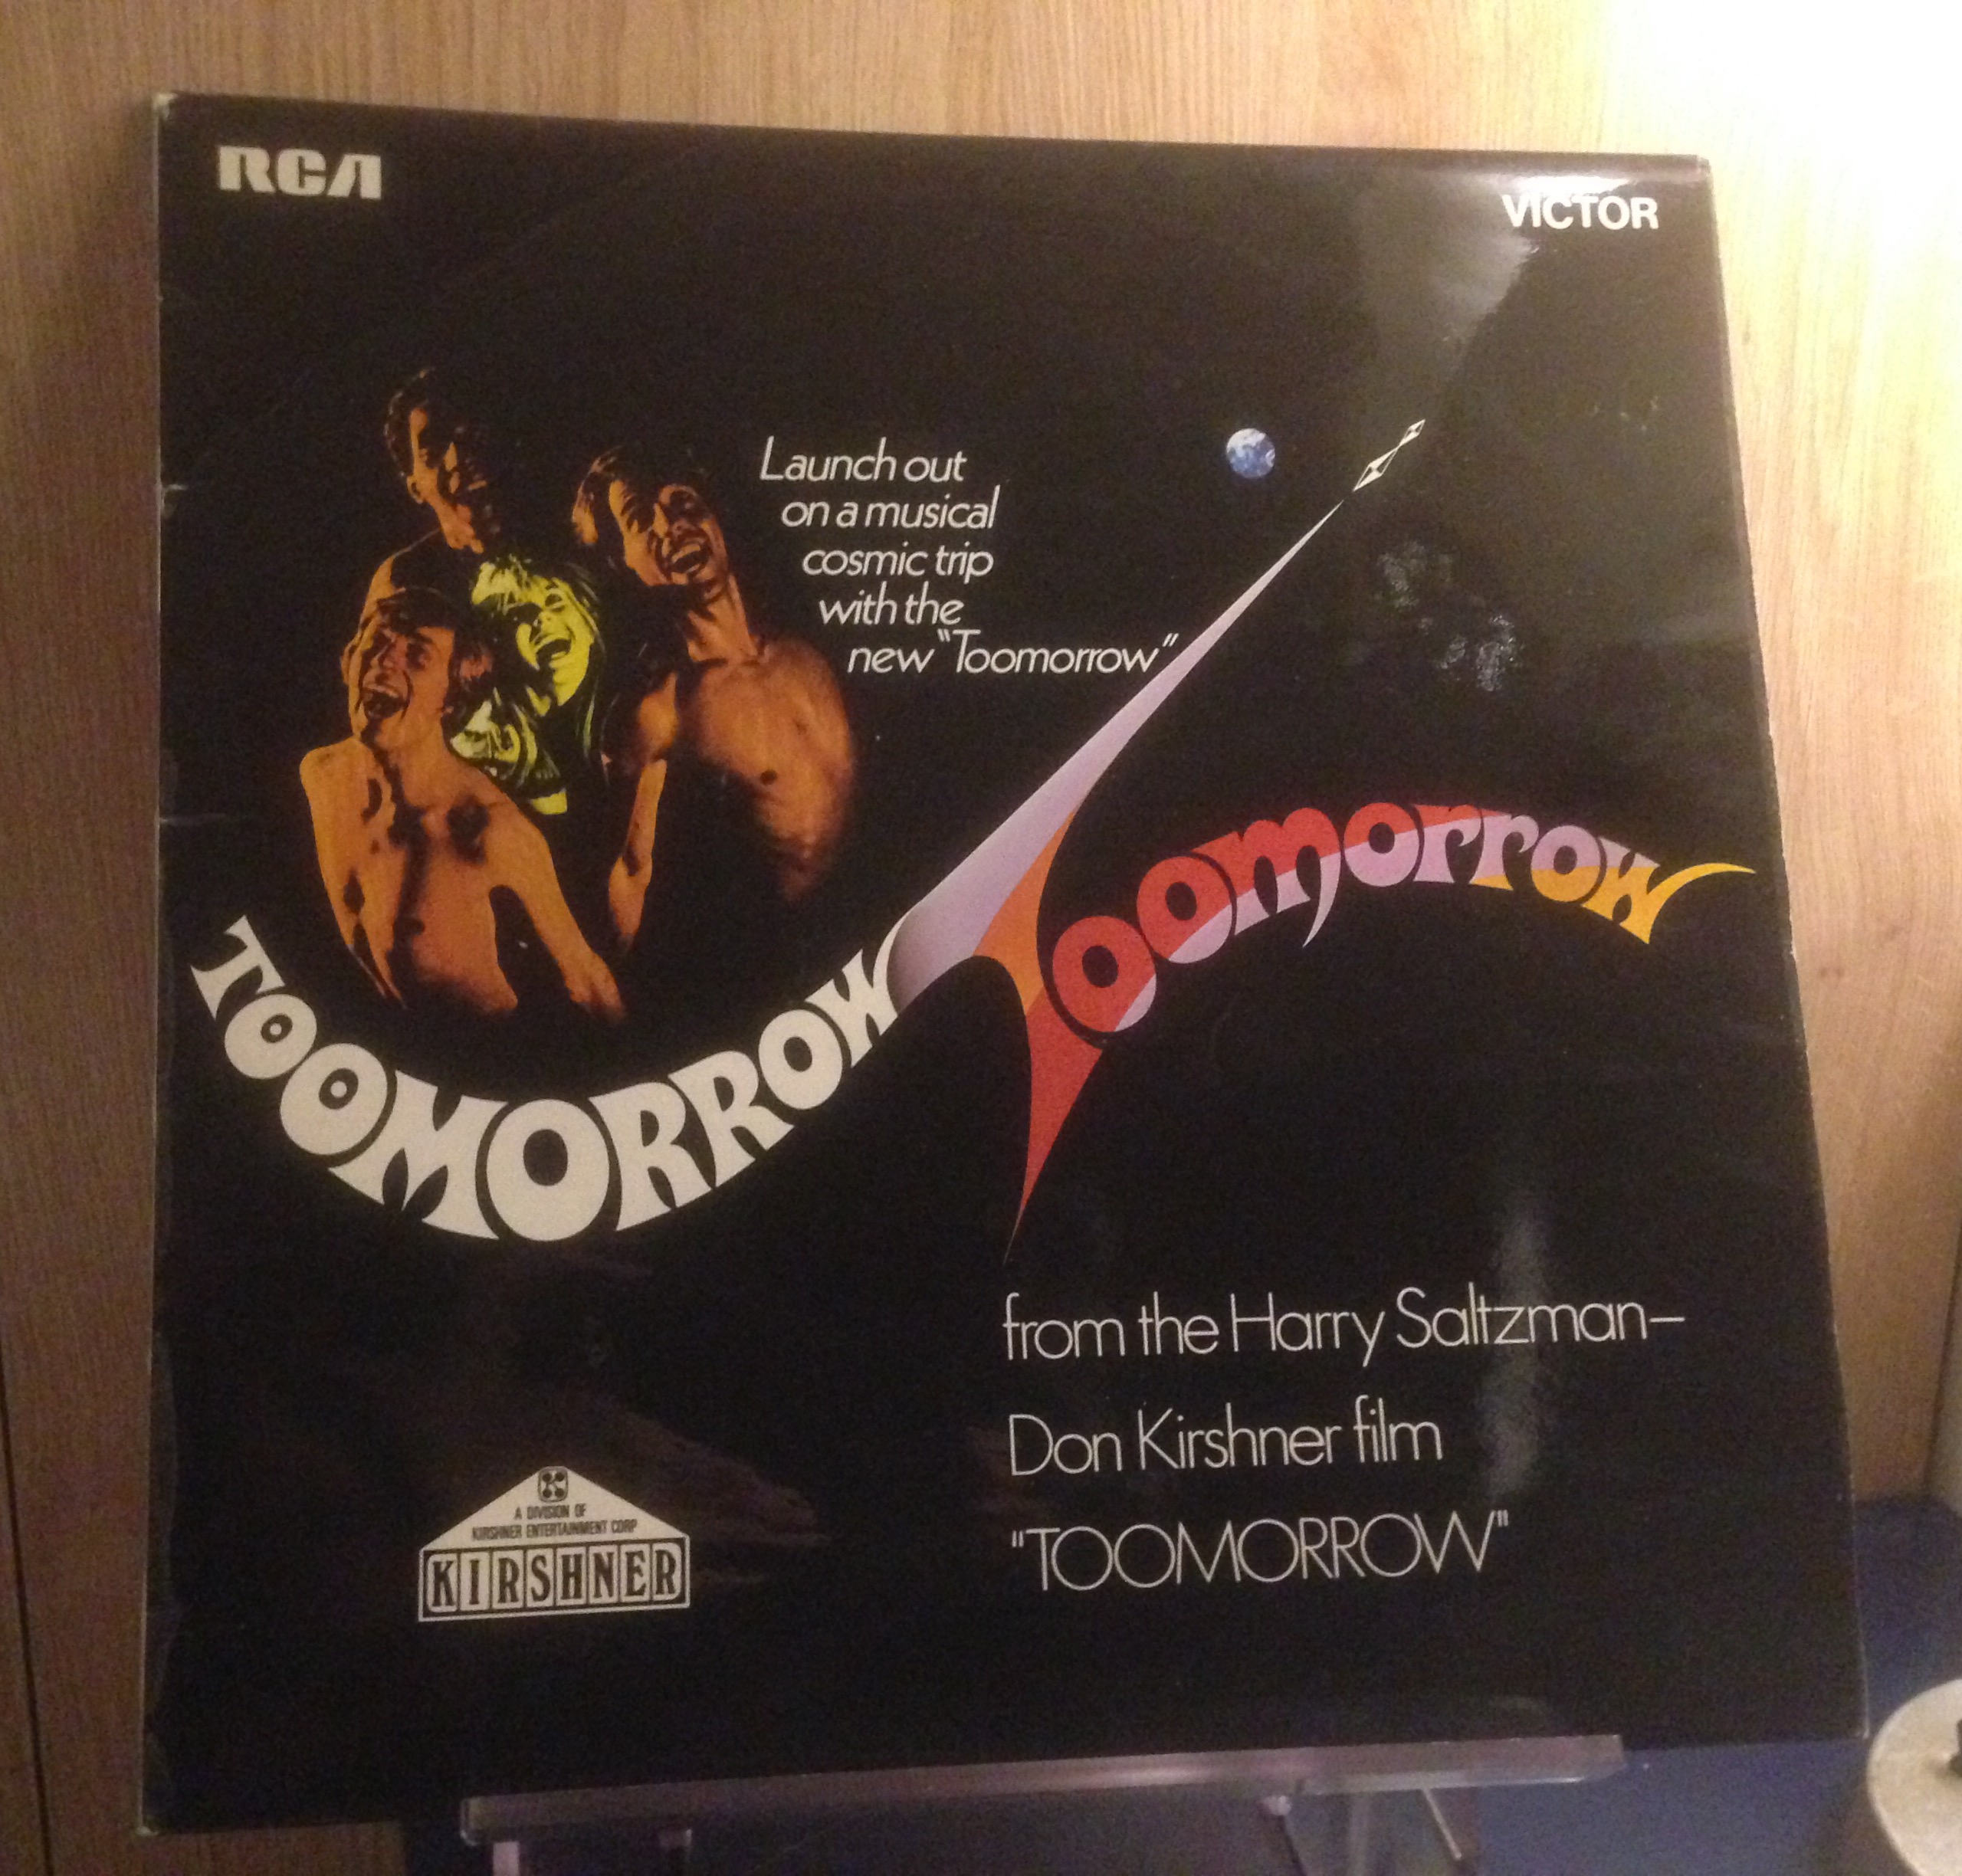 RCA
VICTOR
Launch out
on a musical
cosmic trip
with the
new "Toomorrow"
Toomorrow
TOOMORROW
from the Harry Saltzman–
Don Kirshner film
"TOOMORROW"
K
A DIVISION OF
KIRSHNER ENTERTAINMENT CORP
KIRSHNER